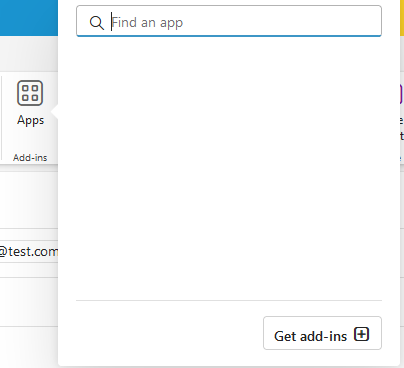 Find an app
Apps
Add-ins
@test.com
Get add-ins